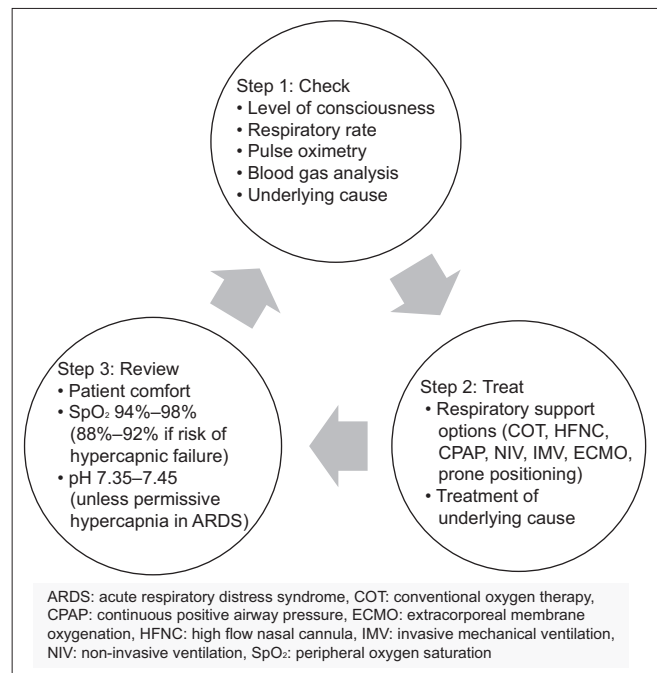 Step 1: Check
• Level of consciousness
• Respiratory rate
• Pulse oximetry
• Blood gas analysis
• Underlying cause
Step 2: Treat
• Respiratory support
options (COT, HFNC,
CPAP, NIV, IMV, ECMO,
prone positioning)
• Treatment of
underlying cause
Step 3: Review
• Patient comfort
• SpO₂ 94%–98%
(88%–92% if risk of
hypercapnic failure)
• pH 7.35–7.45
(unless permissive
hypercapnia in ARDS)
ARDS: acute respiratory distress syndrome, COT: conventional oxygen therapy,
CPAP: continuous positive airway pressure, ECMO: extracorporeal membrane
oxygenation, HFNC: high flow nasal cannula, IMV: invasive mechanical ventilation,
NIV: non-invasive ventilation, SpO₂: peripheral oxygen saturation